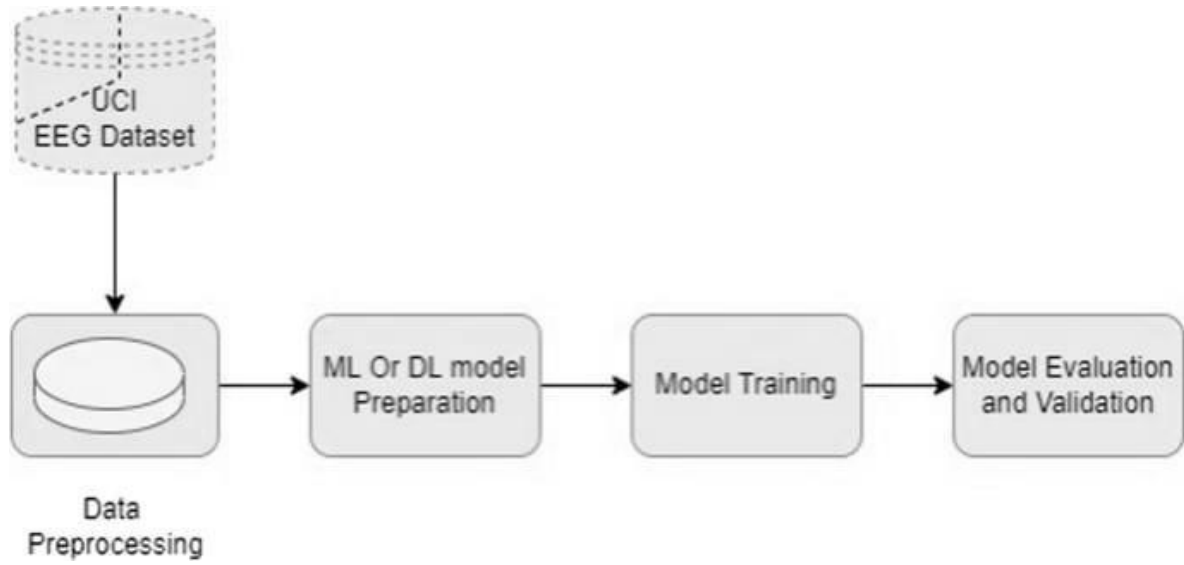 UCI
EEG Dataset
ML Or DL model
Preparation
Model Training
Model Evaluation
and Validation
Data
Preprocessing